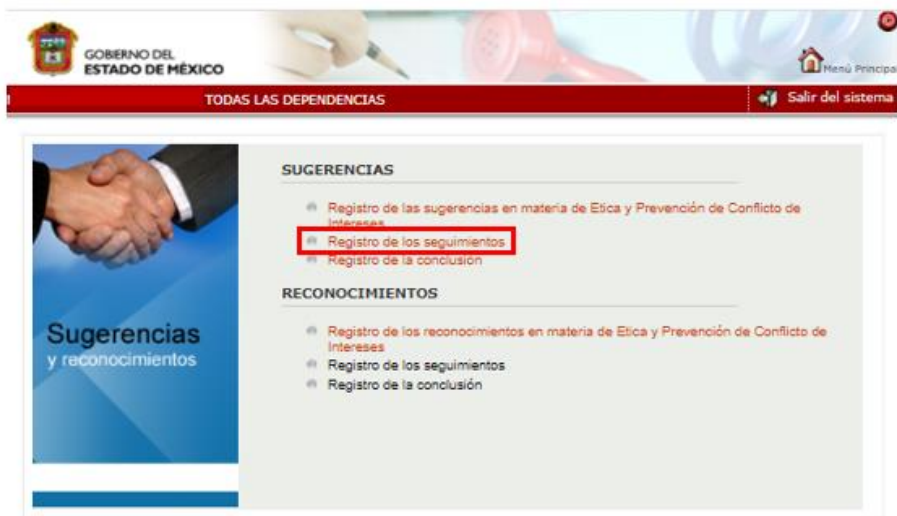 GOBIERNO DEL
ESTADO DE MÉXICO
Menú Principal
TODAS LAS DEPENDENCIAS
Salir del sistema
SUGERENCIAS
Registro de las sugerencias en materia de Etica y Prevención de Conflicto de
Intereses
Registro de los seguimientos
Registro de la conclusión
RECONOCIMIENTOS
Registro de los reconocimientos en materia de Etica y Prevención de Conflicto de
Intereses
Registro de los seguimientos
Registro de la conclusión
Sugerencias
y reconocimientos